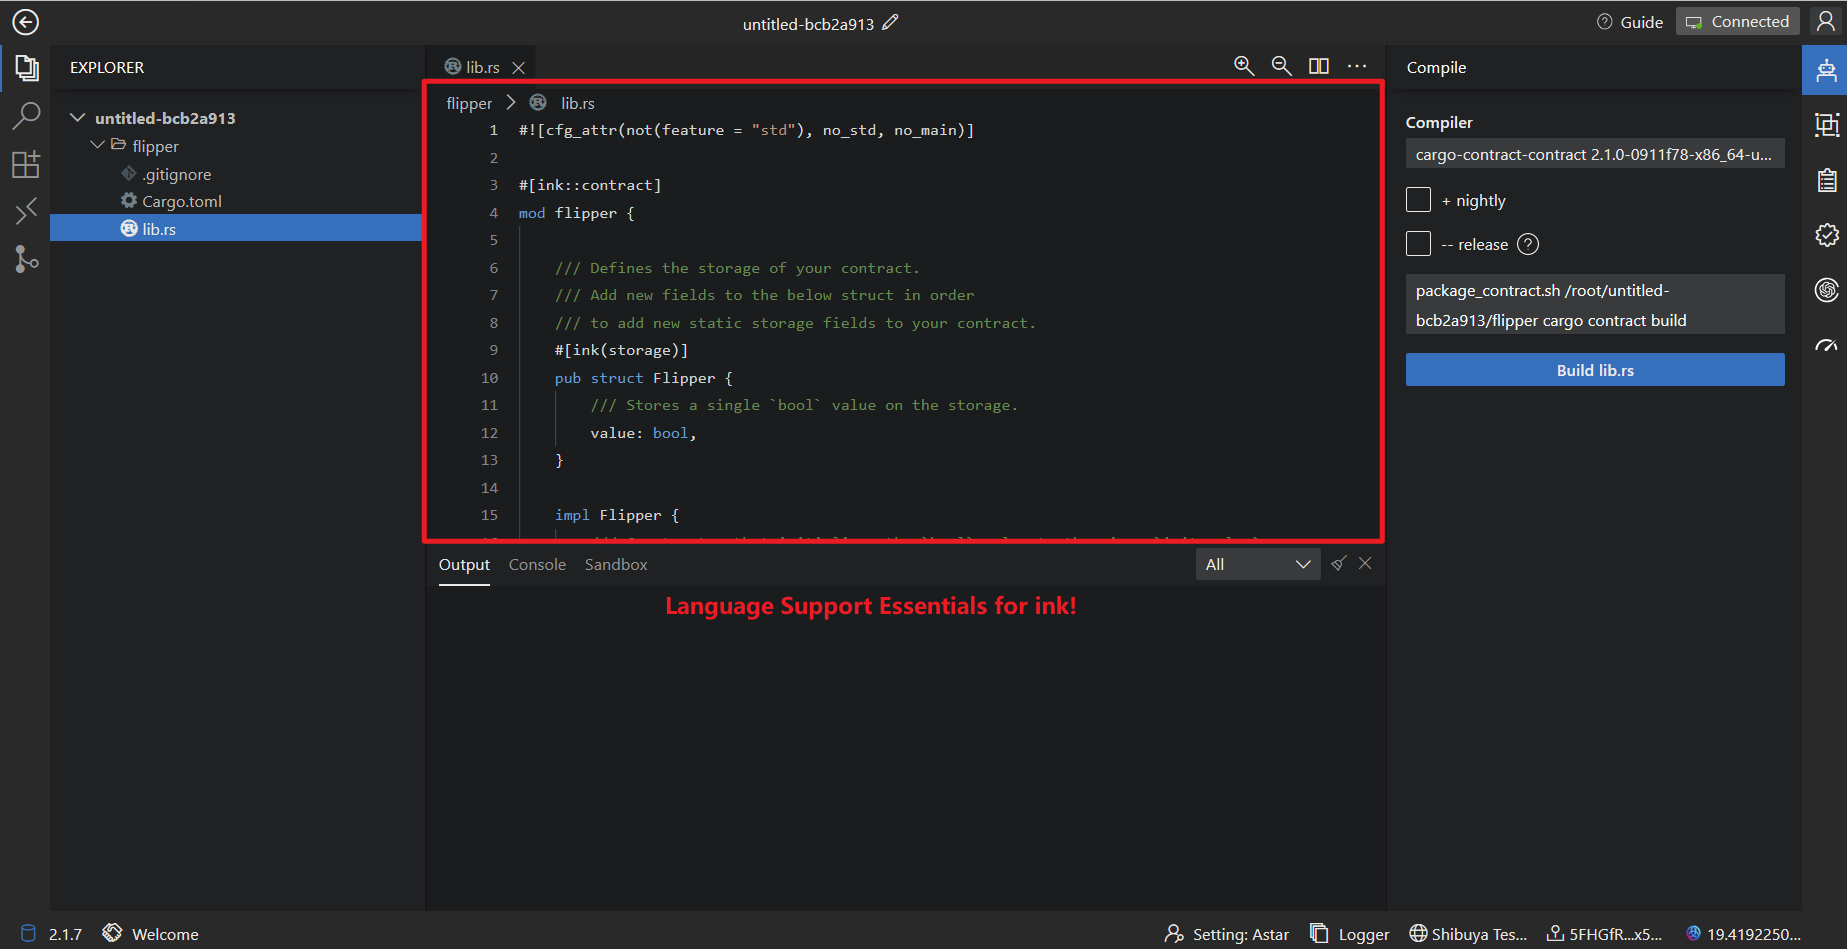 untitled-bcb2a913
Guide
Connected
EXPLORER
untitled-bcb2a913
flipper
.gitignore
Cargo.toml
lib.rs
lib.rs
flipper > lib.rs
1 #![cfg_attr(not(feature = "std"), no_std, no_main)]
2
3 #[ink::contract]
4 mod flipper {
5
6 /// Defines the storage of your contract.
7 /// Add new fields to the below struct in order
8 /// to add new static storage fields to your contract.
9 #[ink(storage)]
10 pub struct Flipper {
11 /// Stores a single `bool` value on the storage.
12 value: bool,
13 }
14
15 impl Flipper {
Output Console Sandbox
All
Language Support Essentials for ink!
Compile
Compiler
cargo-contract-contract 2.1.0-0911f78-x86_64-u...
+ nightly
-- release
package_contract.sh /root/untitled-
bcb2a913/flipper cargo contract build
Build lib.rs
2.1.7
Welcome
Setting: Astar
Logger
Shibuya Tes...
5FHGfR...x5...
19.4192250...